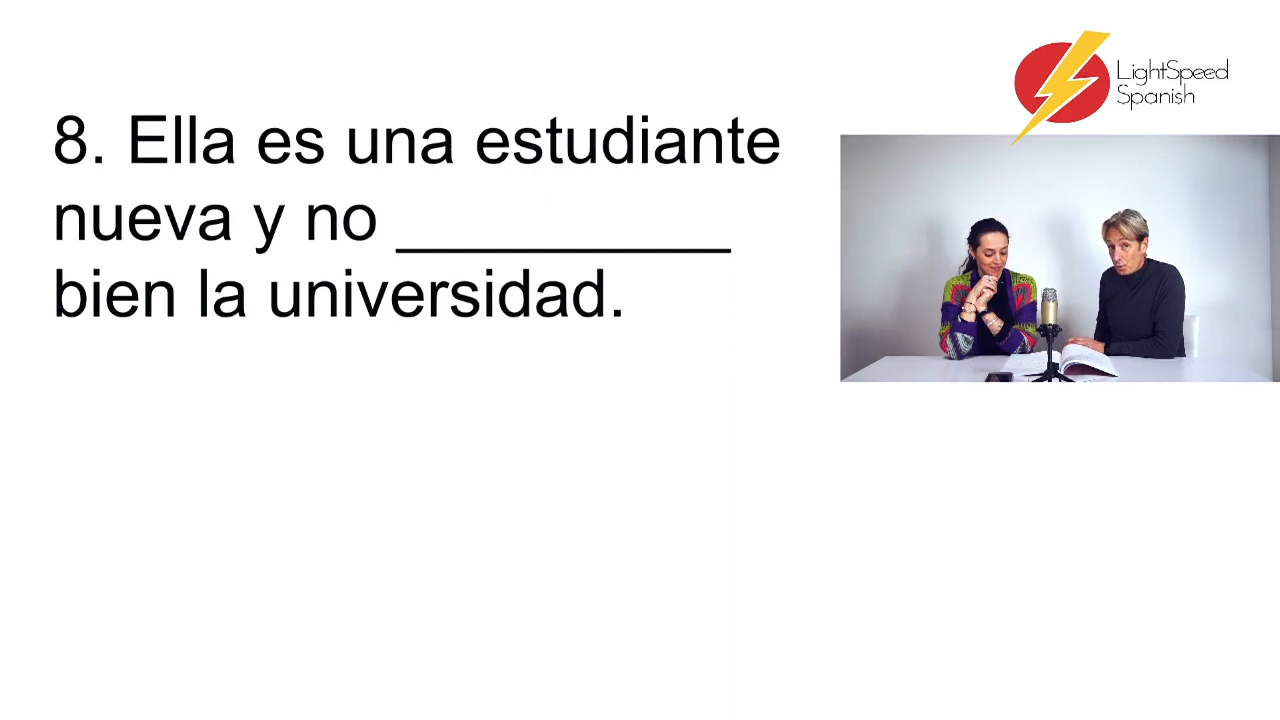 LightSpeed
Spanish
8. Ella es una estudiante
nueva y no __________
bien la universidad.